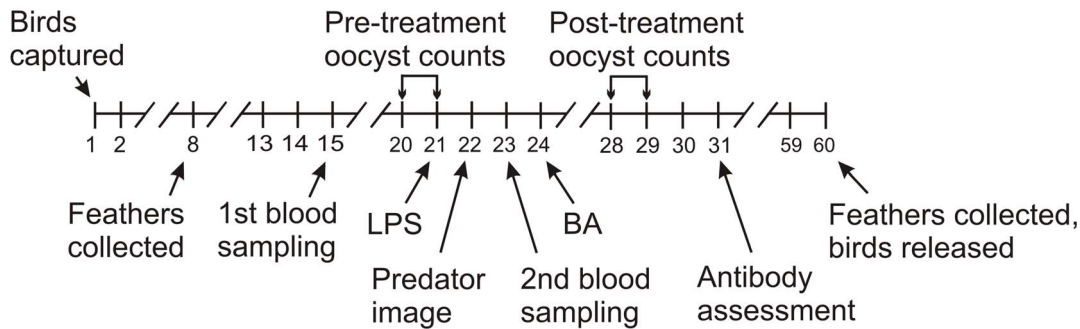 Birds
captured
Pre-treatment
oocyst counts
Post-treatment
oocyst counts
1 2 8 13 14 15 20 21 22 23 24 28 29 30 31 59 60
Feathers
collected
1st blood
sampling
LPS
Predator
image
2nd blood
sampling
BA
Antibody
assessment
Feathers collected,
birds released